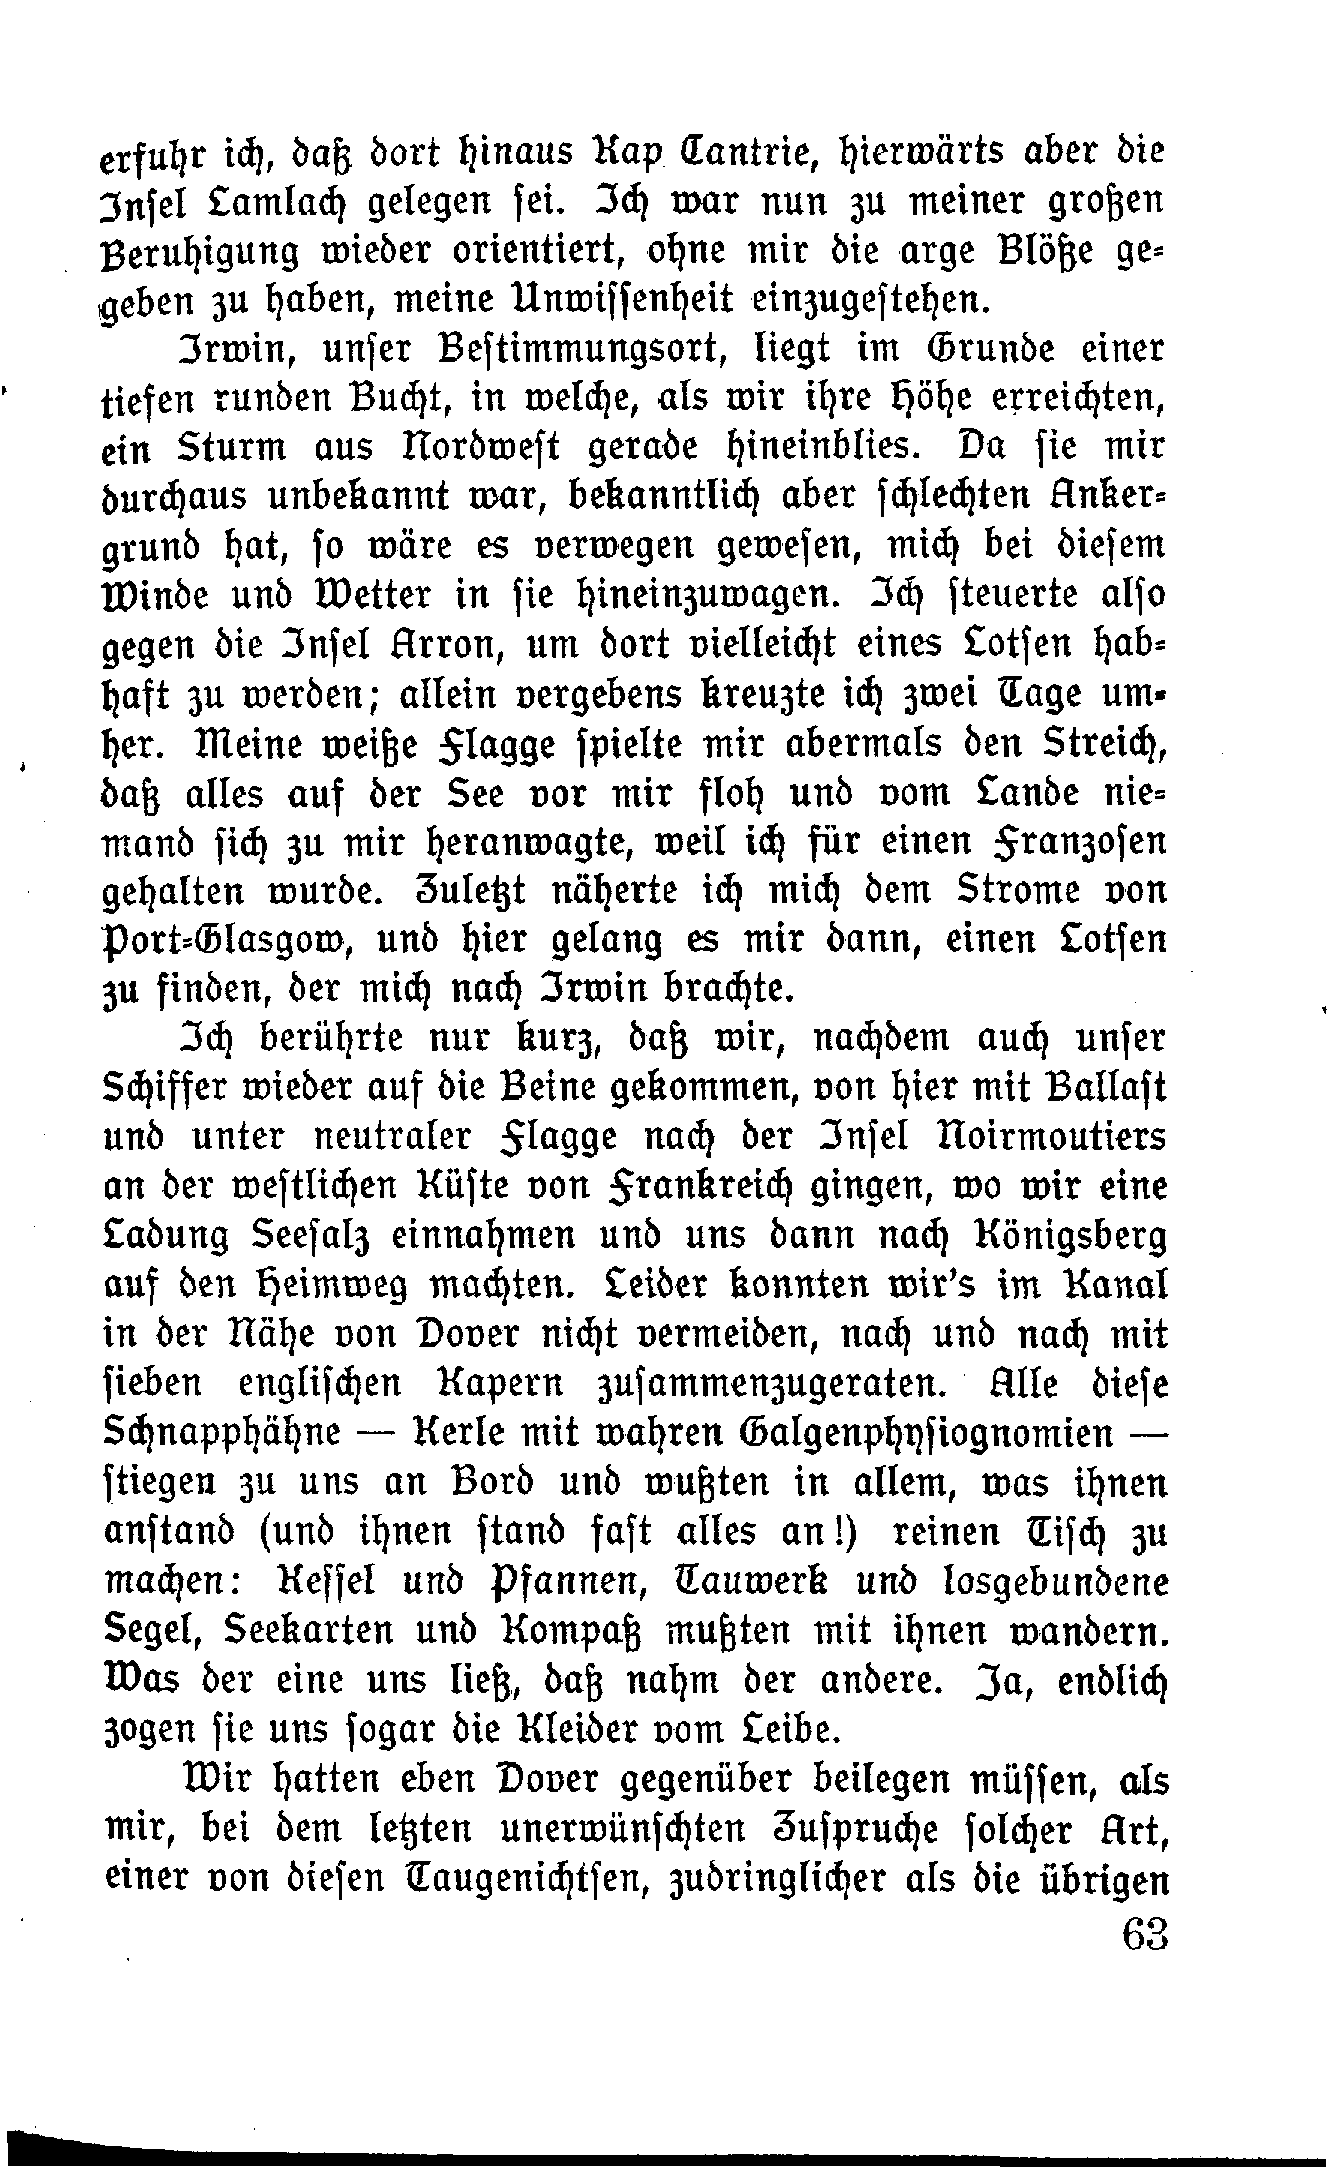 erfuhr ich, daß dort hinaus Kap Cantrie, hierwärts aber die
Insel Lamlach gelegen sei. Ich war nun zu meiner großen
Beruhigung wieder orientiert, ohne mir die arge Blöße ge-
geben zu haben, meine Unwissenheit einzugestehen.
Irwin, unser Bestimmungsort, liegt im Grunde einer
tiefen runden Bucht, in welche, als wir ihre Höhe erreichten,
ein Sturm aus Nordwest gerade hineinblies. Da sie mir
durchaus unbekannt war, bekanntlich aber schlechten Anker-
grund hat, so wäre es verwegen gewesen, mich bei diesem
Winde und Wetter in sie hineinzuwagen. Ich steuerte also
gegen die Insel Arron, um dort vielleicht eines Lotsen hab-
haft zu werden; allein vergebens kreuzte ich zwei Tage um-
her. Meine weiße Flagge spielte mir abermals den Streich,
daß alles auf der See vor mir floh und vom Lande nie-
mand sich zu mir heranwagte, weil ich für einen Franzosen
gehalten wurde. Zuletzt näherte ich mich dem Strome von
Port-Glasgow, und hier gelang es mir dann, einen Lotsen
zu finden, der mich nach Irwin brachte.
Ich berührte nur kurz, daß wir, nachdem auch unser
Schiffer wieder auf die Beine gekommen, von hier mit Ballast
und unter neutraler Flagge nach der Insel Noirmoutiers
an der westlichen Küste von Frankreich gingen, wo wir eine
Ladung Seesalz einnahmen und uns dann nach Königsberg
auf den Heimweg machten. Leider konnten wir's im Kanal
in der Nähe von Dover nicht vermeiden, nach und nach mit
sieben englischen Kapern zusammenzugeraten. Alle diese
Schnapphähne — Kerle mit wahren Galgenphysiognomien —
stiegen zu uns an Bord und wußten in allem, was ihnen
anstand (und ihnen stand fast alles an!) reinen Tisch zu
machen: Kessel und Pfannen, Tauwerk und losgebundene
Segel, Seekarten und Kompaß mußten mit ihnen wandern.
Was der eine uns ließ, daß nahm der andere. Ja, endlich
zogen sie uns sogar die Kleider vom Leibe.
Wir hatten eben Dover gegenüber beilegen müssen, als
mir, bei dem letzten unerwünschten Zuspruche solcher Art,
einer von diesen Taugenichtsen, zudringlicher als die übrigen
63